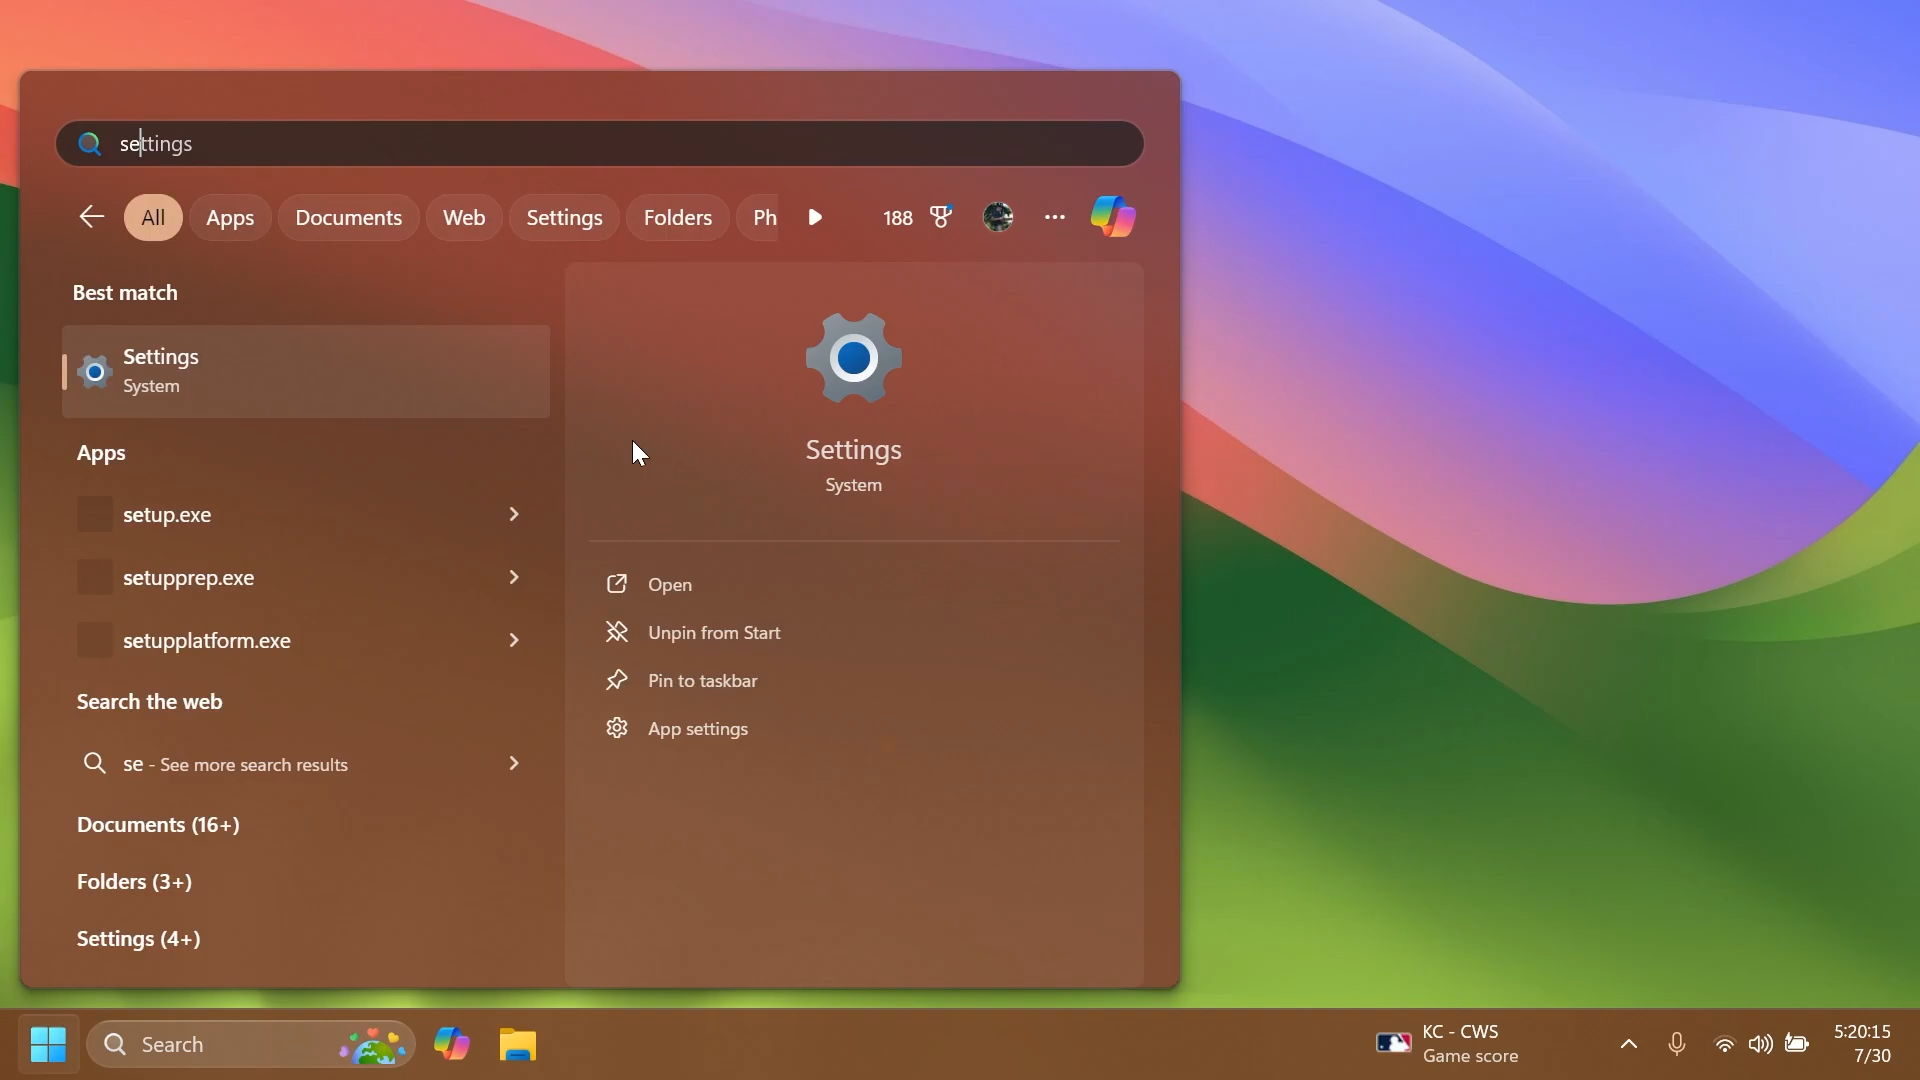 settings
All
Apps
Documents
Web
Settings
Folders
Ph
188
Best match
Settings
System
Apps
setup.exe
setupprep.exe
setupplatform.exe
Search the web
se - See more search results
Documents (16+)
Folders (3+)
Settings (4+)
Settings
System
Open
Unpin from Start
Pin to taskbar
App settings
Search
KC - CWS
Game score
5:20:15
7/30